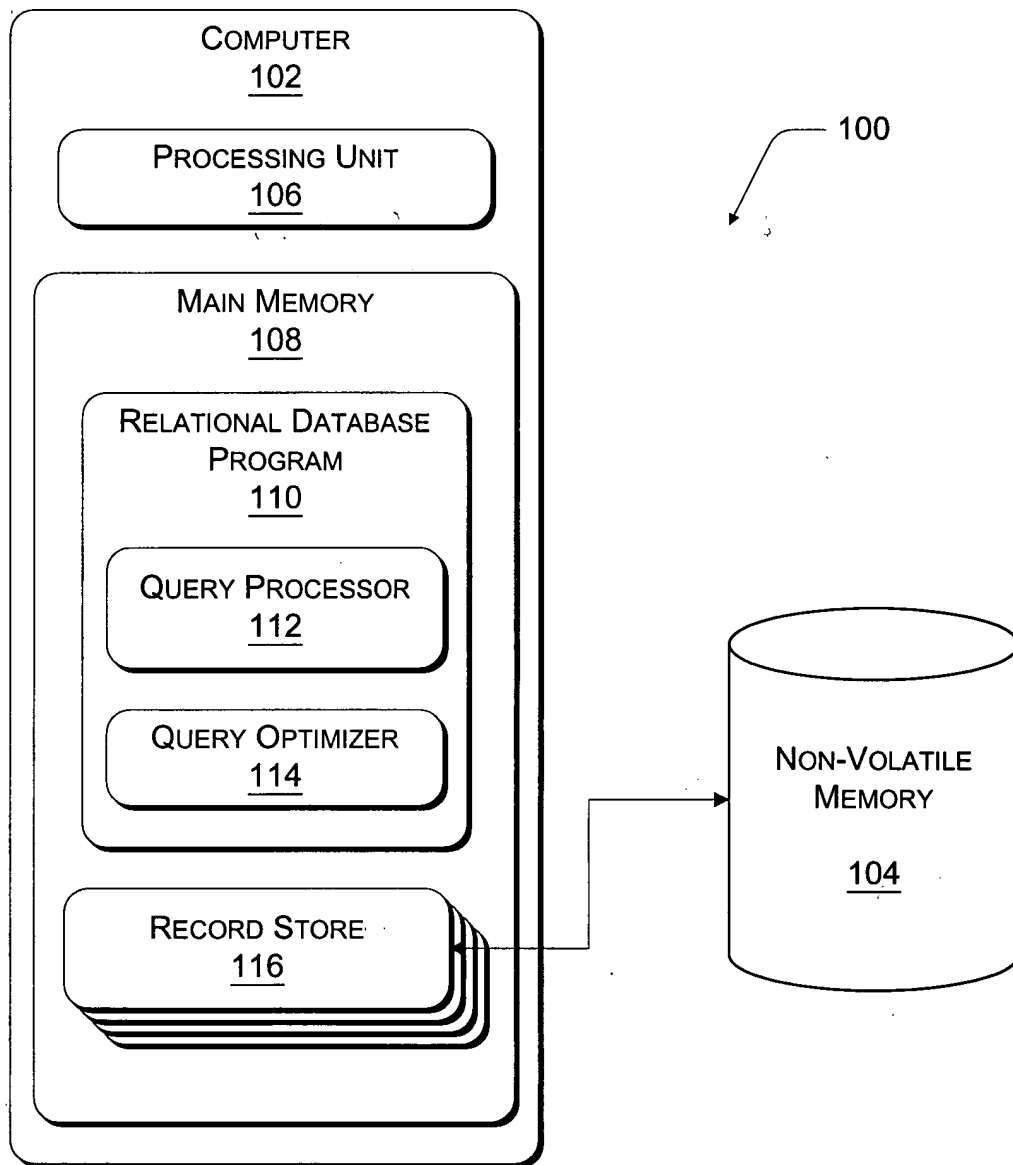 COMPUTER
102
100
PROCESSING UNIT
106
MAIN MEMORY
108
RELATIONAL DATABASE
PROGRAM
110
QUERY PROCESSOR
112
QUERY OPTIMIZER
114
NON-VOLATILE
MEMORY
104
RECORD STORE
116